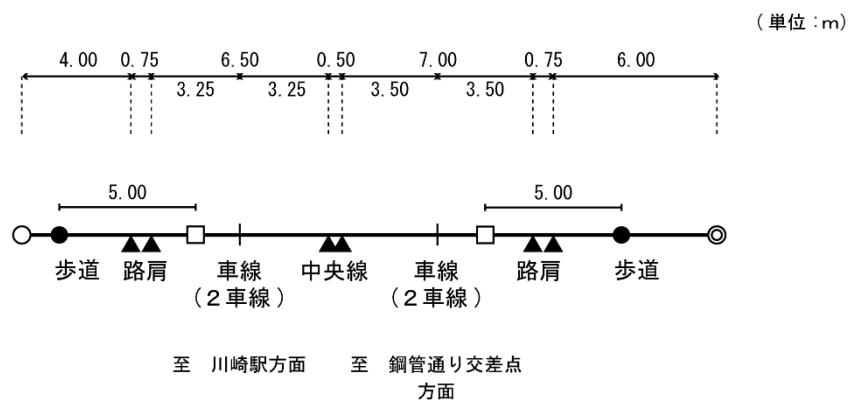 (単位:m)
4.00 0.75 6.50 0.50 7.00 0.75 6.00
3.25 3.25 3.50 3.50
5.00 5.00
歩道 路肩 車線 中央線 車線 路肩 歩道
(2車線) (2車線)
至 川崎駅方面 至 鋼管通り交差点
方面